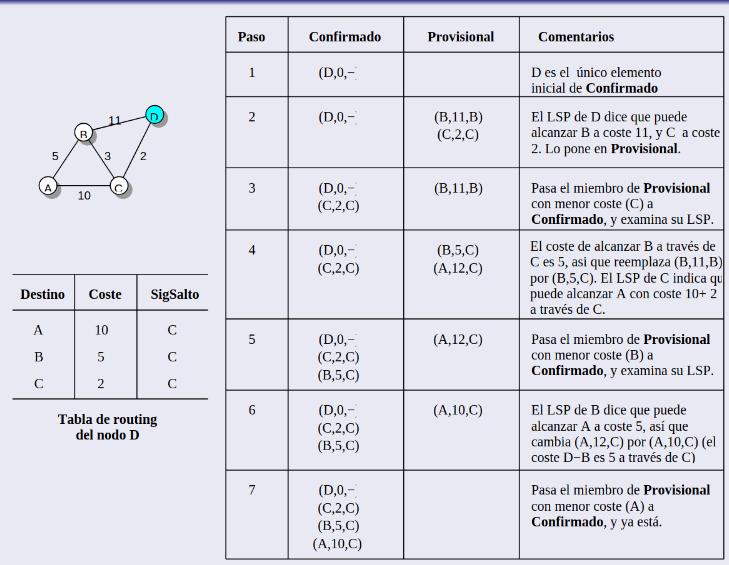 11
D
B
5
3
2
A
C
10
Destino Coste SigSalto
A 10 C
B 5 C
C 2 C
Tabla de routing
del nodo D
Paso Confirmado Provisional Comentarios
1 (D,0,− D es el único elemento
inicial de Confirmado
2 (D,0,− (B,11,B) El LSP de D dice que puede
(C,2,C) alcanzar B a coste 11, y C a coste
2. Lo pone en Provisional.
3 (D,0,− (B,11,B) Pasa el miembro de Provisional
(C,2,C) con menor coste (C) a
Confirmado, y examina su LSP.
4 (D,0,− (B,5,C) El coste de alcanzar B a través de
(C,2,C) (A,12,C) C es 5, asi que reemplaza (B,11,B)
por (B,5,C). El LSP de C indica qu
puede alcanzar A con coste 10+ 2
a través de C.
5 (D,0,− (A,12,C) Pasa el miembro de Provisional
(C,2,C) con menor coste (B) a
(B,5,C) Confirmado, y examina su LSP.
6 (D,0,− (A,10,C) El LSP de B dice que puede
(C,2,C) alcanzar A a coste 5, así que
(B,5,C) cambia (A,12,C) por (A,10,C) (el
coste D−B es 5 a través de C)
7 (D,0,− Pasa el miembro de Provisional
(C,2,C) con menor coste (A) a
(B,5,C) Confirmado, y ya está.
(A,10,C)